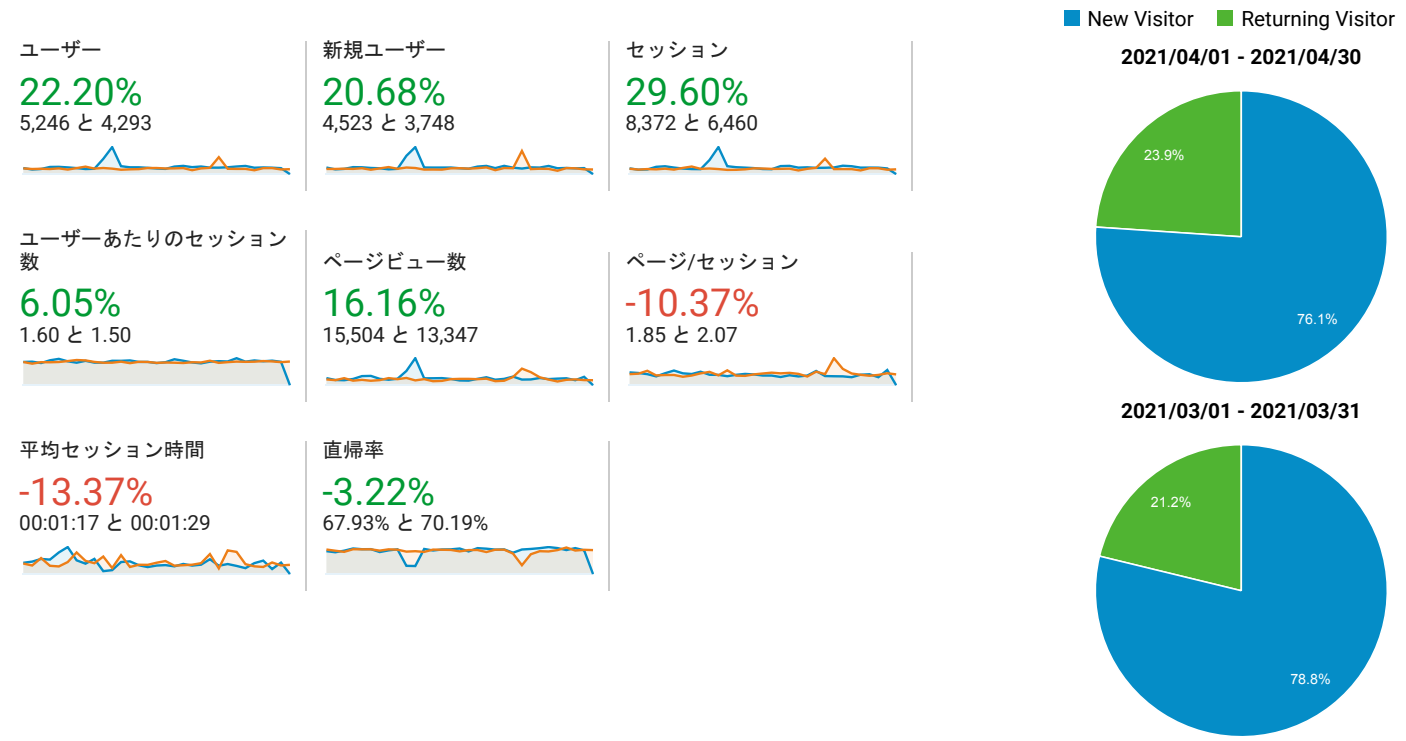 New Visitor
Returning Visitor
ユーザー
22.20%
5,246 と 4,293
新規ユーザー
20.68%
4,523 と 3,748
セッション
29.60%
8,372 と 6,460
ユーザーあたりのセッション
数
6.05%
1.60 と 1.50
ページビュー数
16.16%
15,504 と 13,347
ページ/セッション
-10.37%
1.85 と 2.07
平均セッション時間
-13.37%
00:01:17 と 00:01:29
直帰率
-3.22%
67.93% と 70.19%
2021/04/01 - 2021/04/30
23.9%
76.1%
2021/03/01 - 2021/03/31
21.2%
78.8%